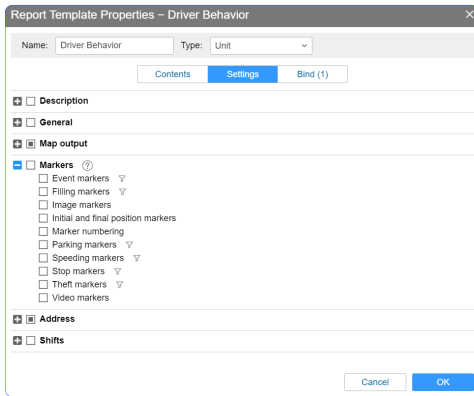 Report Template Properties – Driver Behavior
Name: Driver Behavior Type: Unit
Contents Settings Bind (1)
Description
General
Map output
Markers ?
Event markers
Filling markers
Image markers
Initial and final position markers
Marker numbering
Parking markers
Speeding markers
Stop markers
Theft markers
Video markers
Address
Shifts
Cancel OK